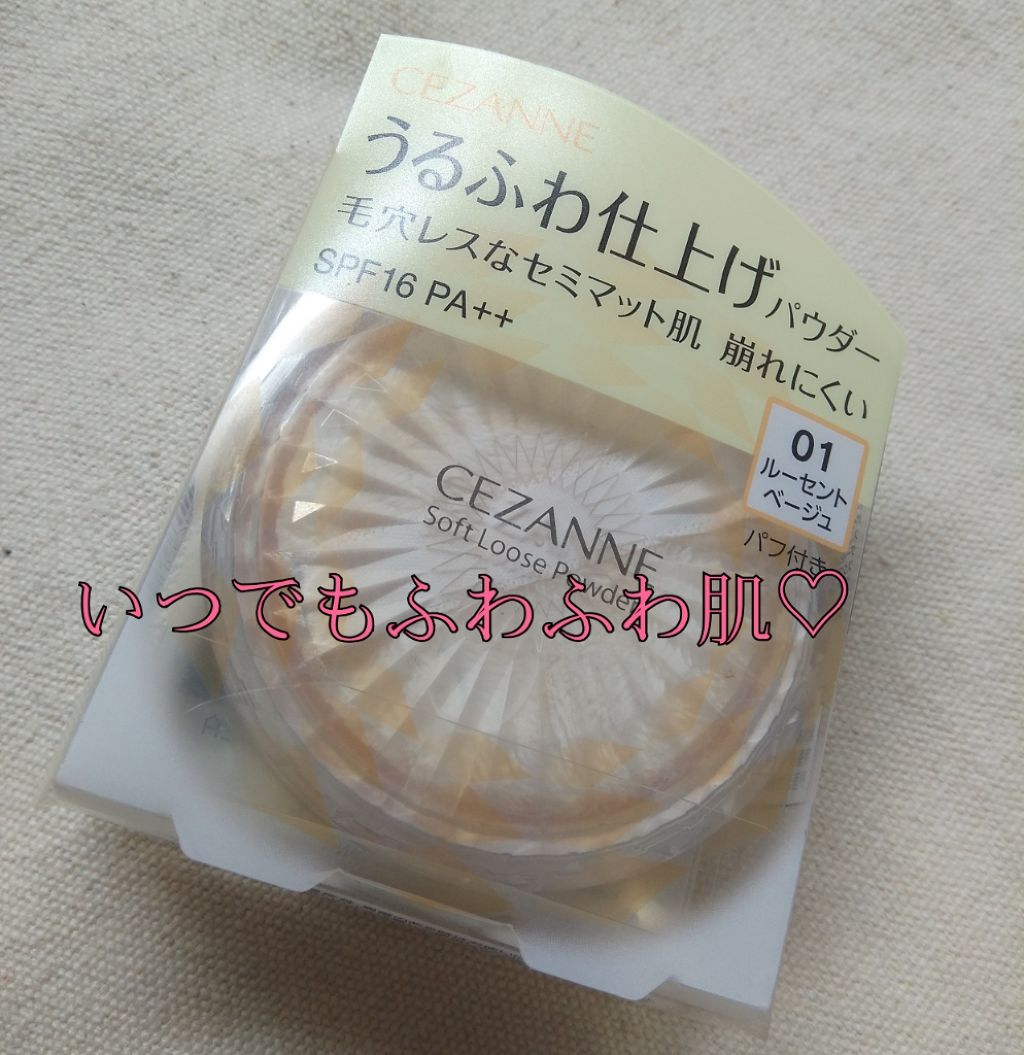 CEZANNE
うるふわ仕上げパウダー
毛穴レスなセミマット肌 崩れにくい
SPF16 PA++
01
ルーセント
ベージュ
パフ付き
CEZANNE
Soft Loose Powder
いつでもふわふわ肌♡